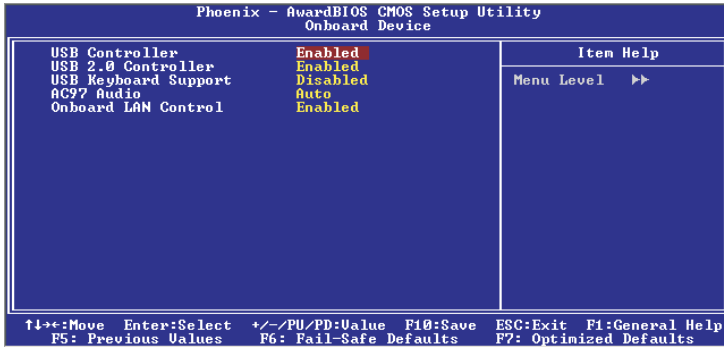 Phoenix - AwardBIOS CMOS Setup Utility
Onboard Device
USB Controller Enabled
USB 2.0 Controller Enabled
USB Keyboard Support Disabled
AC97 Audio Auto
Onboard LAN Control Enabled
Item Help
Menu Level ▶▶
↑↓→←:Move Enter:Select +/-/PU/PD:Value F10:Save ESC:Exit F1:General Help
F5: Previous Values F6: Fail-Safe Defaults F7: Optimized Defaults